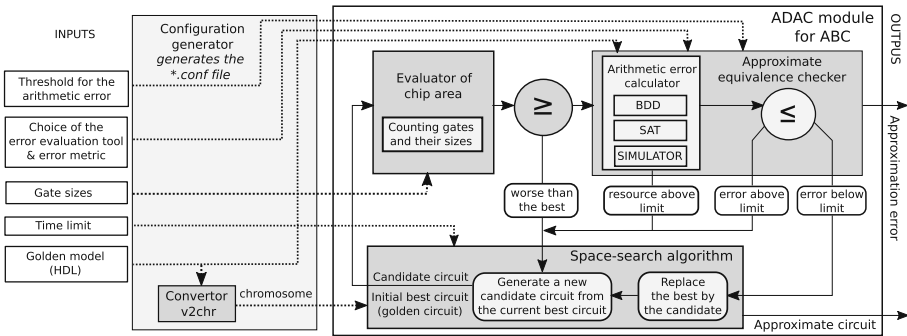 INPUTS
Threshold for the
arithmetic error
Choice of the
error evaluation tool
& error metric
Gate sizes
Time limit
Golden model
(HDL)
Configuration
generator
generates the
*.conf file
Convertor
v2chr
chromosome
ADAC module
for ABC
Evaluator of
chip area
Counting gates
and their sizes
≥
Arithmetic error
calculator
BDD
SAT
SIMULATOR
Approximate
equivalence checker
≤
worse than
the best
resource above
limit
error above
limit
error below
limit
Space-search algorithm
Candidate circuit
Initial best circuit
(golden circuit)
Generate a new
candidate circuit from
the current best circuit
Replace
the best by
the candidate
OUTPUS
Approximation error
Approximate circuit